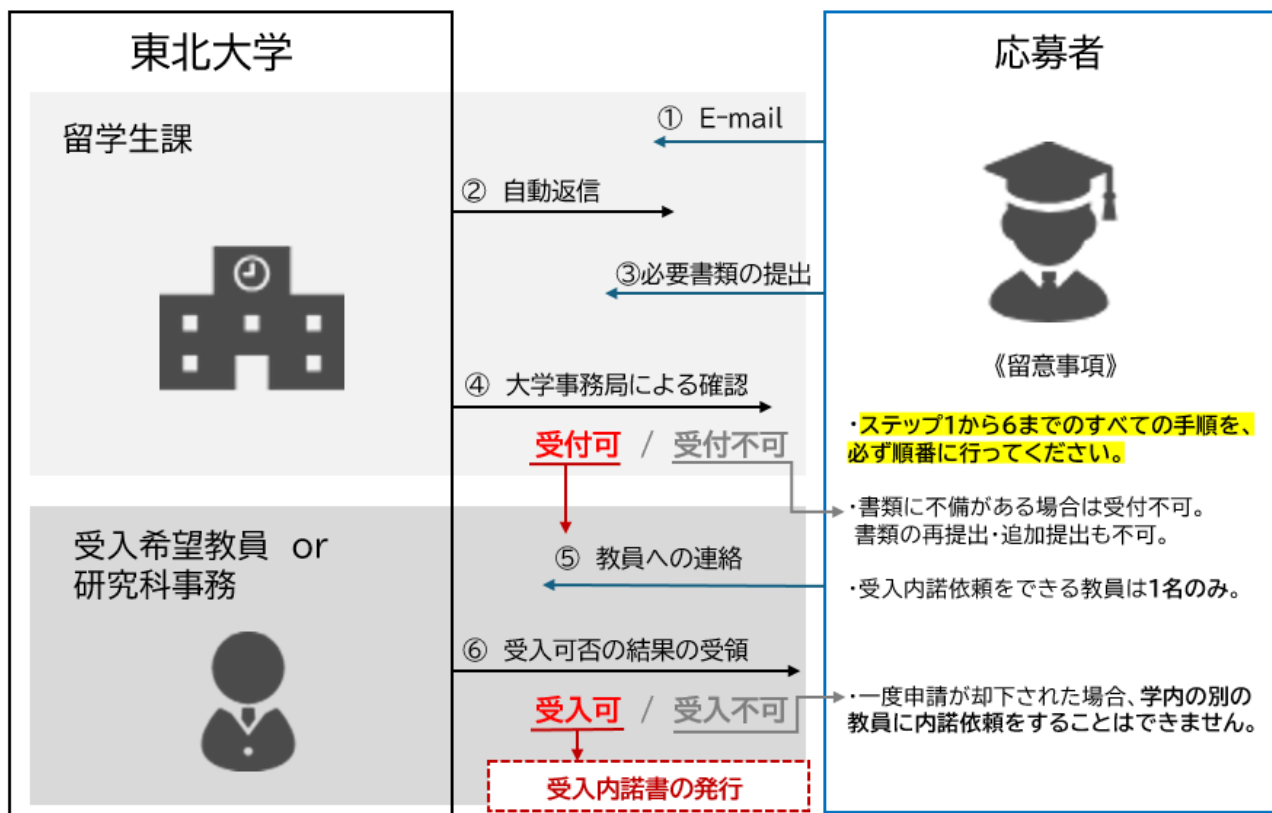 東北大学
応募者
留学生課
① E-mail
② 自動返信
③必要書類の提出
④ 大学事務局による確認
受付可 / 受付不可
受入希望教員 or
研究科事務
⑤ 教員への連絡
⑥ 受入可否の結果の受領
受入可 / 受入不可
受入内諾書の発行
《留意事項》
・ステップ1から6までのすべての手順を、
必ず順番に行ってください。
・書類に不備がある場合は受付不可。
書類の再提出・追加提出も不可。
・受入内諾依頼をできる教員は1名のみ。
・一度申請が却下された場合、学内の別の
教員に内諾依頼をすることはできません。